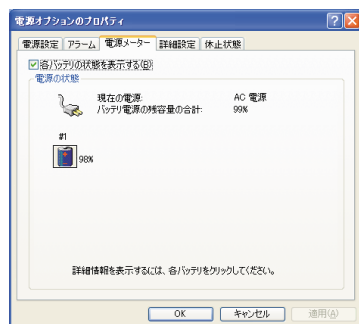 電源オプションのプロパティ
電源設定 アラーム 電源メーター 詳細設定 休止状態
各バッテリの状態を表示する(B)
電源の状態
現在の電源: AC 電源
バッテリ電源の残容量の合計: 99%
#1
98%
詳細情報を表示するには、各バッテリをクリックしてください。
OK キャンセル 適用(A)